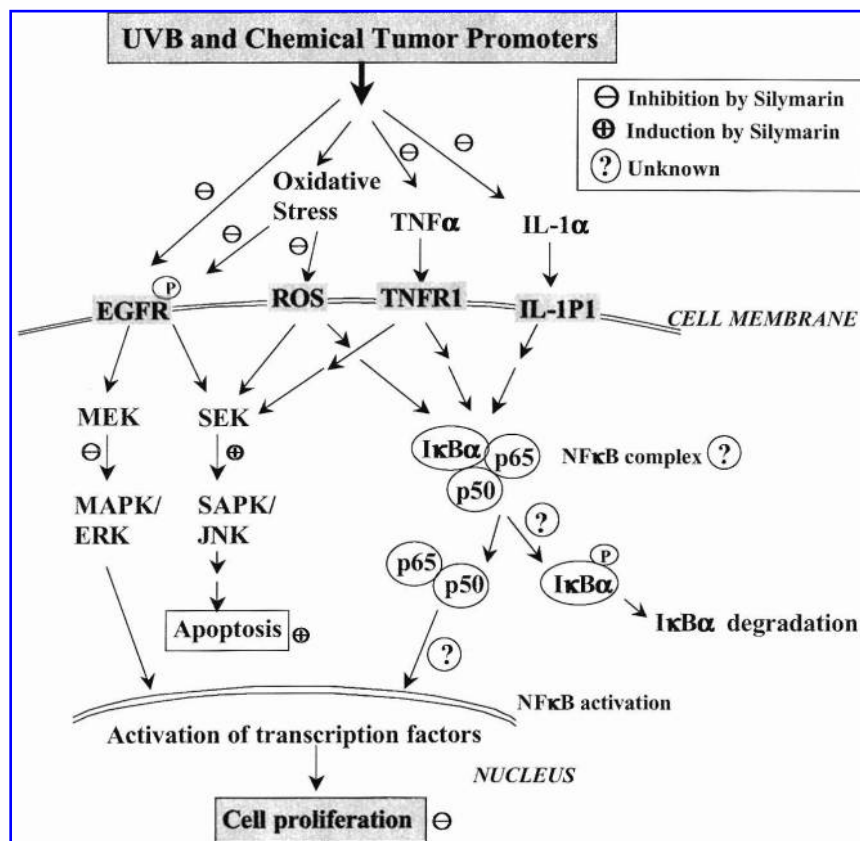 UVB and Chemical Tumor Promoters
⊖ Inhibition by Silymarin
⊕ Induction by Silymarin
? Unknown
⊖
⊖
⊖
Oxidative
Stress
⊖
⊖
⊖
TNFα
IL-1α
P
EGFR
ROS
TNFR1
IL-1P1
CELL MEMBRANE
MEK
SEK
⊖
⊕
IκBα
p65
p50
NFκB complex ?
MAPK/
ERK
SAPK/
JNK
?
p65
p50
P
IκBα
IκBα degradation
Apoptosis ⊕
?
NFκB activation
Activation of transcription factors
NUCLEUS
Cell proliferation ⊖